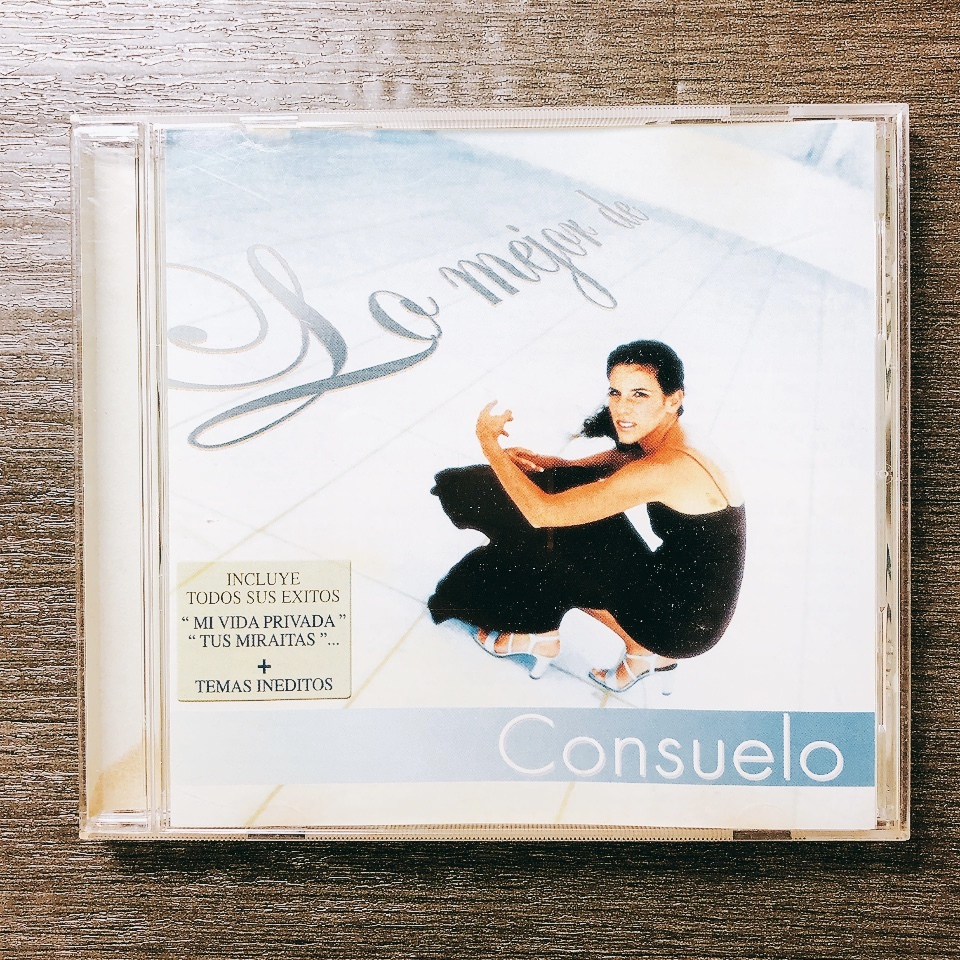 Lo mejor de
INCLUYE
TODOS SUS EXITOS
“ MI VIDA PRIVADA ”
“ TUS MIRAITAS ”...
+
TEMAS INEDITOS
Consuelo